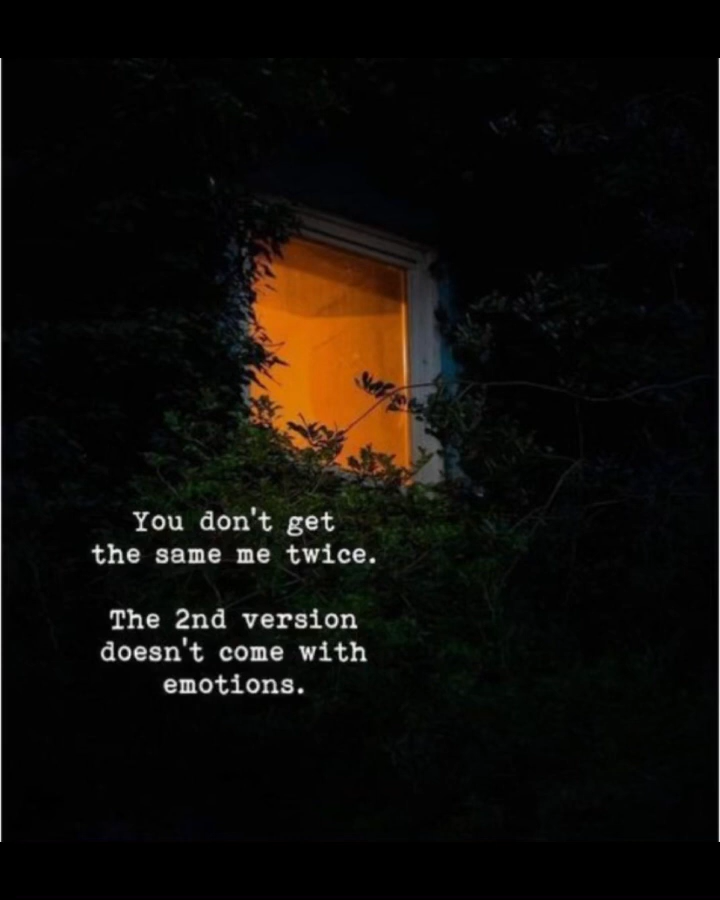 You don't get
the same me twice.
The 2nd version
doesn't come with
emotions.